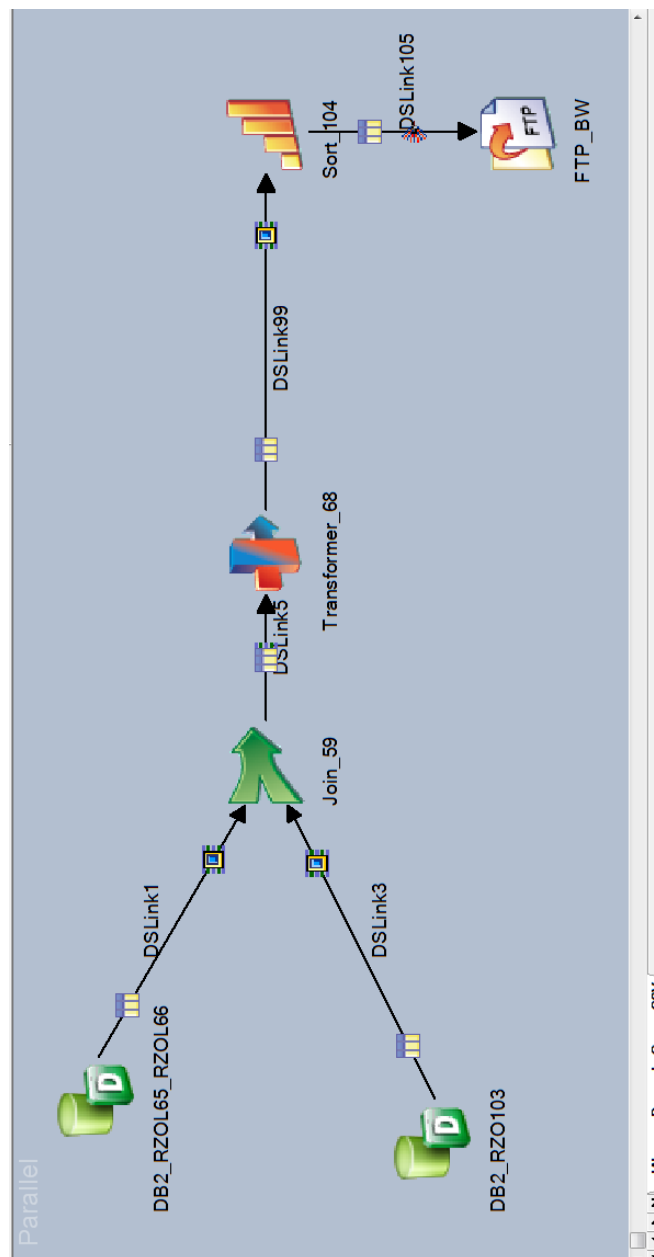 Parallel
DB2_RZOL65_RZOL66
DSLink1
DB2_RZO103
DSLink3
Join_59
DSLink5
Transformer_68
DSLink99
Sort_104
DSLink105
FTP
FTP_BW
D
D